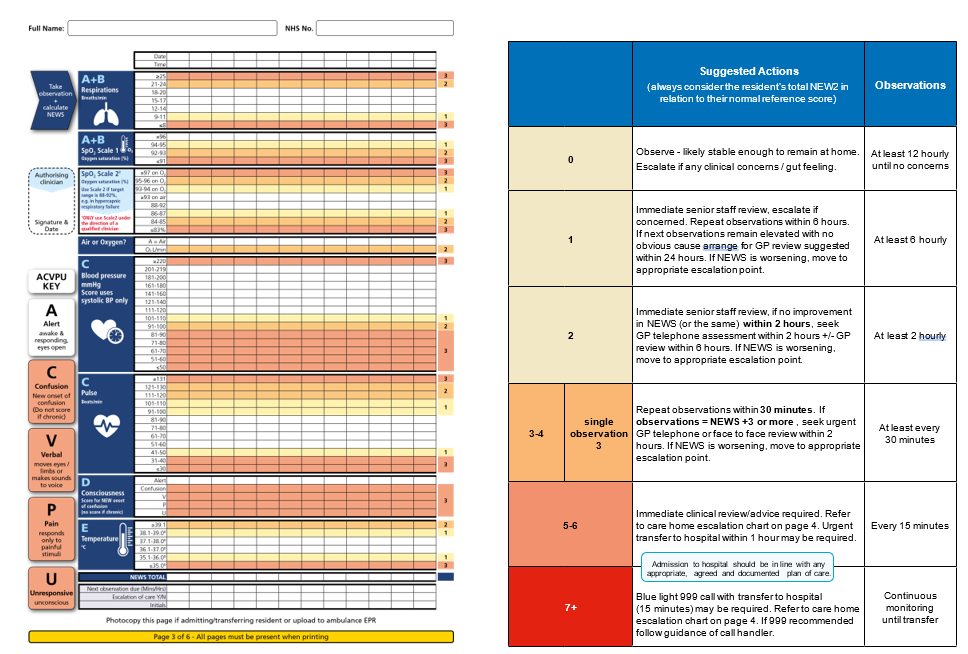 Full Name:
NHS No.
Date
Time
Take
observation
+
calculate
NEWS
A+B
Respirations
Breaths/min
≥25
21-24
18-20
15-17
12-14
9-11
≤8
3
2
1
3
A+B
SpO2 Scale 1
Oxygen saturation (%)
≥96
94-95
92-93
≤91
1
2
3
Authorising
clinician
Signature &
Date
SpO2 Scale 2†
Oxygen saturation (%)
Use Scale 2 if target
range is 88-92%,
e.g. in hypercapnic
respiratory failure
†ONLY use Scale2 under
the direction of a
qualified clinician
≥97 on O2
95-96 on O2
93-94 on O2
≥93 on air
88-92
86-87
84-85
≤83%
3
2
1
1
2
3
Air or Oxygen?
A = Air
O2 L/min
2
C
Blood pressure
mmHg
Score uses
systolic BP only
≥220
201-219
181-200
161-180
141-160
121-140
111-120
101-110
91-100
81-90
71-80
61-70
51-60
≤50
3
1
2
3
C
Pulse
Beats/min
≥131
121-130
111-120
101-110
91-100
81-90
71-80
61-70
51-60
41-50
31-40
≤30
3
2
1
1
3
D
Consciousness
Score for NEW onset
of confusion
(no score if chronic)
Alert
Confusion
V
P
U
3
E
Temperature
°C
≥39.1
38.1-39.0°
37.1-38.0°
36.1-37.0°
35.1-36.0°
≤35.0°
2
1
1
3
NEWS TOTAL
Next observation due (Mins/Hrs)
Escalation of care Y/N
Initials
ACVPU
KEY
A
Alert
awake &
responding,
eyes open
C
Confusion
New onset of
confusion
(Do not score
if chronic)
V
Verbal
moves eyes /
limbs or
makes sounds
to voice
P
Pain
responds
only to
painful
stimuli
U
Unresponsive
unconscious
Photocopy this page if admitting/transferring resident or upload to ambulance EPR
Page 3 of 6 - All pages must be present when printing
Suggested Actions
(always consider the resident's total NEW2 in
relation to their normal reference score)
Observations
0
Observe - likely stable enough to remain at home.
Escalate if any clinical concerns / gut feeling.
At least 12 hourly
until no concerns
1
Immediate senior staff review, escalate if
concerned. Repeat observations within 6 hours.
If next observations remain elevated with no
obvious cause arrange for GP review suggested
within 24 hours. If NEWS is worsening, move to
appropriate escalation point.
At least 6 hourly
2
Immediate senior staff review, if no improvement
in NEWS (or the same) within 2 hours, seek
GP telephone assessment within 2 hours +/- GP
review within 6 hours. If NEWS is worsening,
move to appropriate escalation point.
At least 2 hourly
3-4
single
observation
3
Repeat observations within 30 minutes. If
observations = NEWS +3 or more , seek urgent
GP telephone or face to face review within 2
hours. If NEWS is worsening, move to appropriate
escalation point.
At least every
30 minutes
5-6
Immediate clinical review/advice required. Refer
to care home escalation chart on page 4. Urgent
transfer to hospital within 1 hour may be required.
Every 15 minutes
Admission to hospital should be in line with any
appropriate, agreed and documented plan of care.
7+
Blue light 999 call with transfer to hospital
(15 minutes) may be required. Refer to care home
escalation chart on page 4. If 999 recommended
follow guidance of call handler.
Continuous
monitoring
until transfer